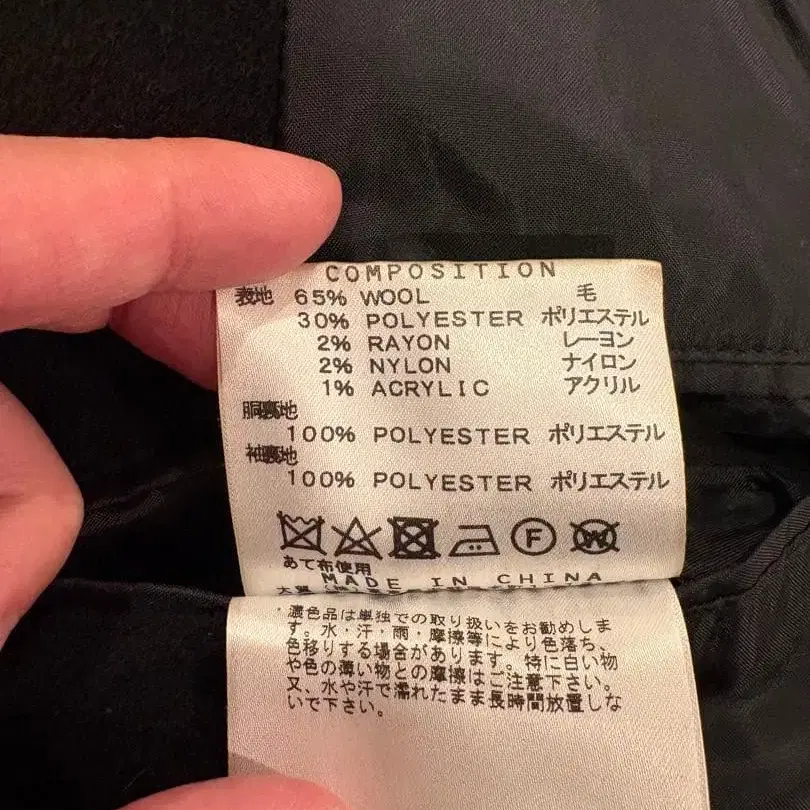 COMPOSITION
表地 65% WOOL 毛
30% POLYESTER ポリエステル
2% RAYON レーヨン
2% NYLON ナイロン
1% ACRYLIC アクリル
胴裏地
100% POLYESTER ポリエステル
袖裏地
100% POLYESTER ポリエステル
F W
あて布使用
MADE IN CHINA
・濃色品は単独での取り扱いをお勧めしま
す。水・汗・雨・摩擦等により色落ち、
色移りする場合があります。特に白い物
や色の薄い物との摩擦はご注意下さい。
又、水や汗で濡れたまま長時間放置しな
いで下さい。